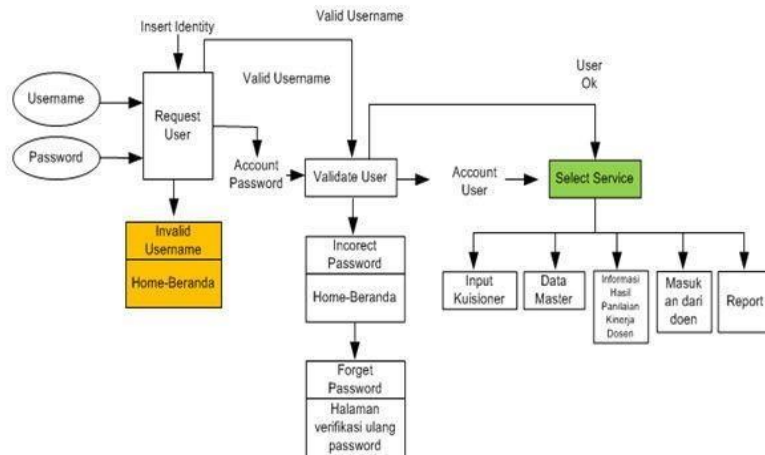 Valid Username
Insert Identity
Valid Username
User
Ok
Username
Request
User
Password
Account
Password
Validate User
Account
User
Select Service
Invalid
Username
Home-Beranda
Incorect
Password
Home-Beranda
Input
Kuisioner
Data
Master
Informasi
Hasil
Panilaian
Kinerja
Dosen
Masuk
an dari
doen
Report
Forget
Password
Halaman
verifikasi ulang
password